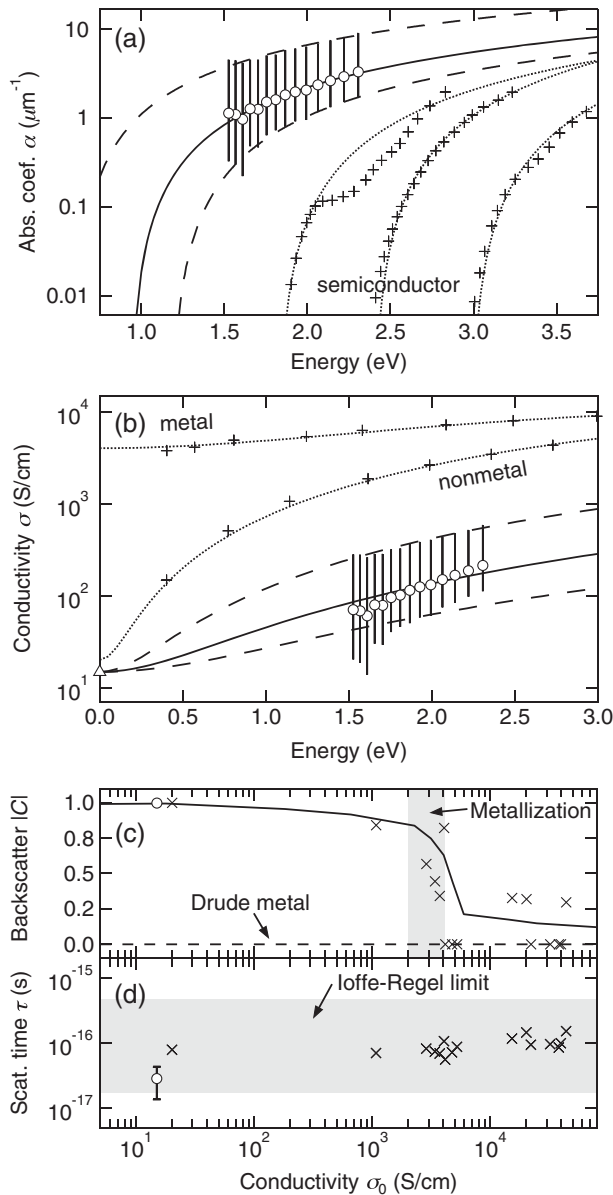 (a)
10
1
0.1
0.01
Abs. coef. α (μm⁻¹)
semiconductor
1.0 1.5 2.0 2.5 3.0 3.5
Energy (eV)
(b)
10⁴
10³
10²
10¹
Conductivity σ (S/cm)
metal
nonmetal
0.0 0.5 1.0 1.5 2.0 2.5 3.0
Energy (eV)
(c)
1.0
0.8
0.5
0.2
0.0
Backscatter |C|
Metallization
Drude metal
(d)
10⁻¹⁵
10⁻¹⁶
10⁻¹⁷
Scat. time τ (s)
Ioffe-Regel limit
10¹ 10² 10³ 10⁴
Conductivity σ₀ (S/cm)